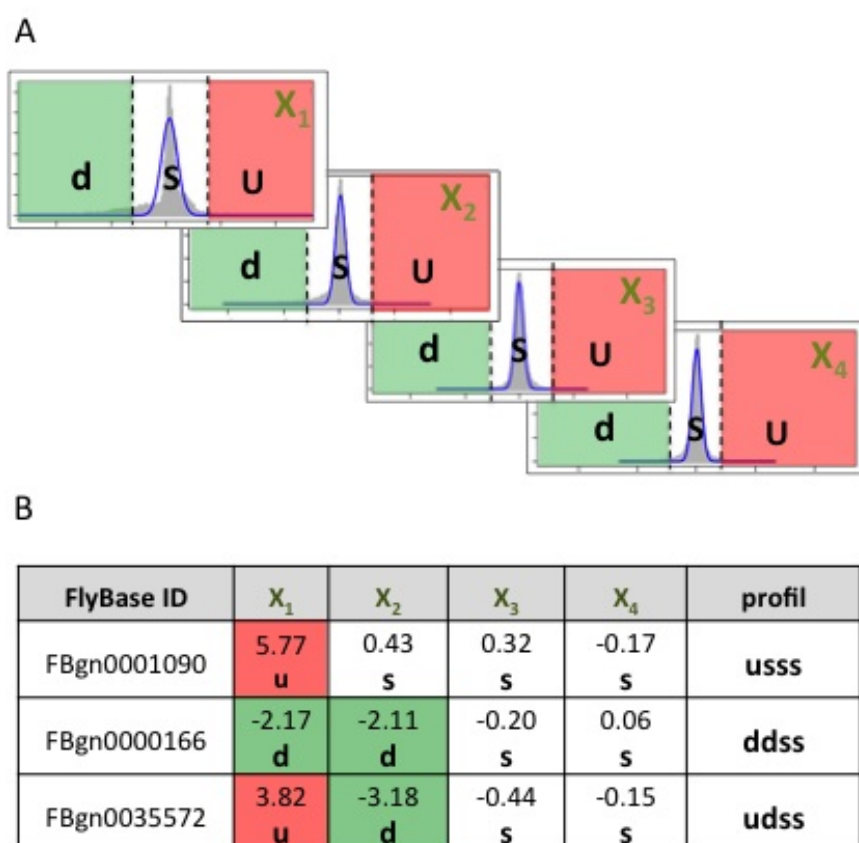 A
X₁
d S U
X₂
d S U
X₃
d S U
X₄
d S U
B
FlyBase ID X₁ X₂ X₃ X₄ profil
FBgn0001090 5.77 0.43 0.32 -0.17 usss
u s s s
FBgn0000166 -2.17 -2.11 -0.20 0.06 ddss
d d s s
FBgn0035572 3.82 -3.18 -0.44 -0.15 udss
u d s s